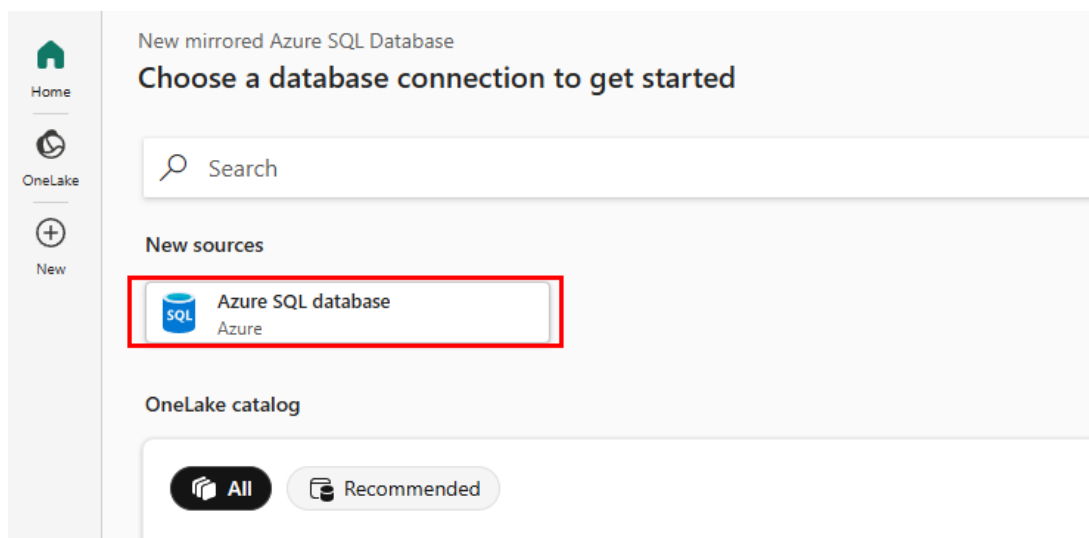 Home
OneLake
New
New mirrored Azure SQL Database
Choose a database connection to get started
Search
New sources
SQL
Azure SQL database
Azure
OneLake catalog
All
Recommended